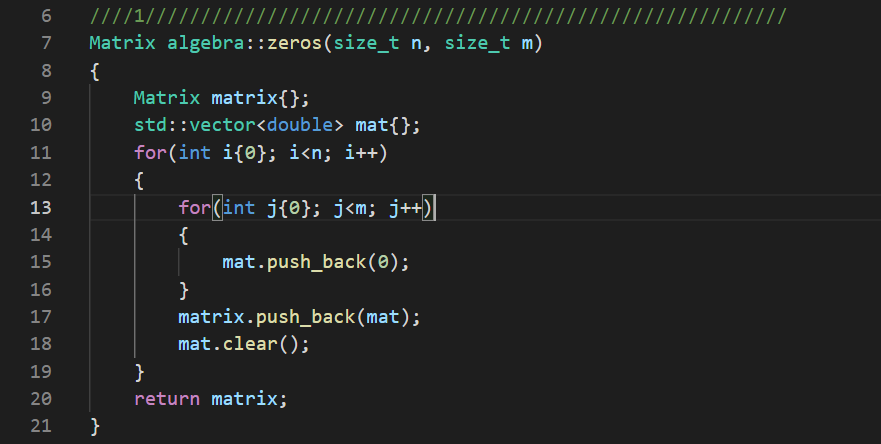 6 ////1//////////////////////////////////////////////////////////
7 Matrix algebra::zeros(size_t n, size_t m)
8 {
9     Matrix matrix{};
10     std::vector<double> mat{};
11     for(int i{0}; i<n; i++)
12     {
13         for(int j{0}; j<m; j++)
14         {
15             mat.push_back(0);
16         }
17         matrix.push_back(mat);
18         mat.clear();
19     }
20     return matrix;
21 }